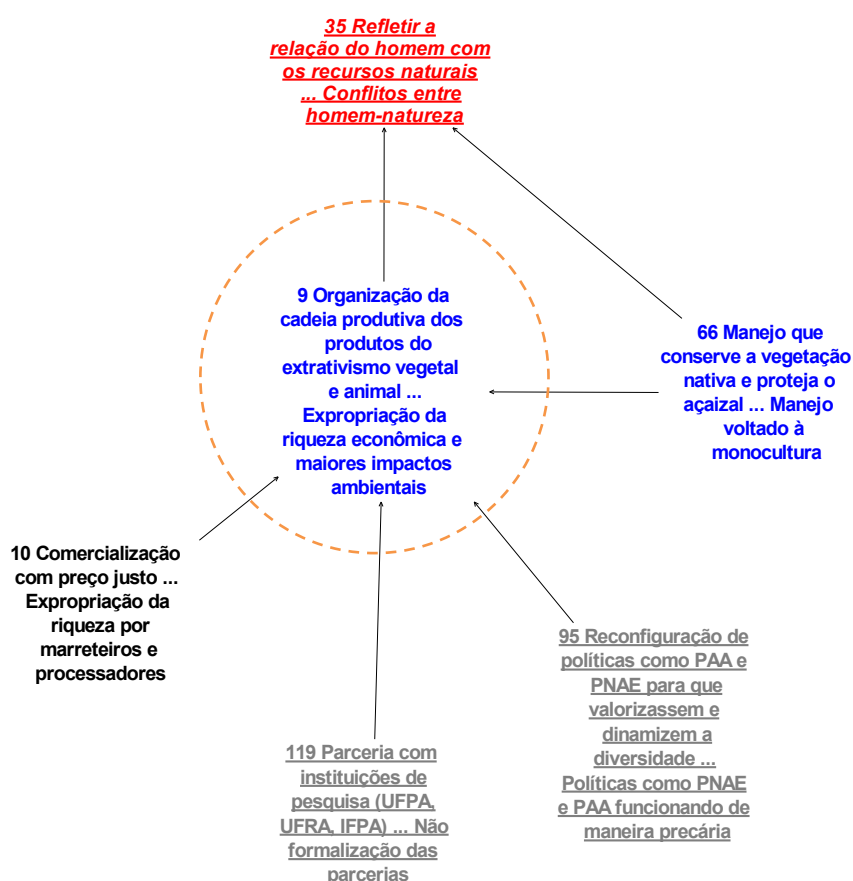 35 Refletir a
relação do homem com
os recursos naturais
... Conflitos entre
homem-natureza
9 Organização da
cadeia produtiva dos
produtos do
extrativismo vegetal
e animal ...
Expropriação da
riqueza econômica e
maiores impactos
ambientais
66 Manejo que
conserve a vegetação
nativa e proteja o
açaizal ... Manejo
voltado à
monocultura
10 Comercialização
com preço justo ...
Expropriação da
riqueza por
marreteiros e
processadores
95 Reconfiguração de
políticas como PAA e
PNAE para que
valorizassem e
dinamizem a
diversidade ...
Políticas como PNAE
e PAA funcionando de
maneira precária
119 Parceria com
instituições de
pesquisa (UFPA,
UFRA, IFPA) ... Não
formalização das
parcerias